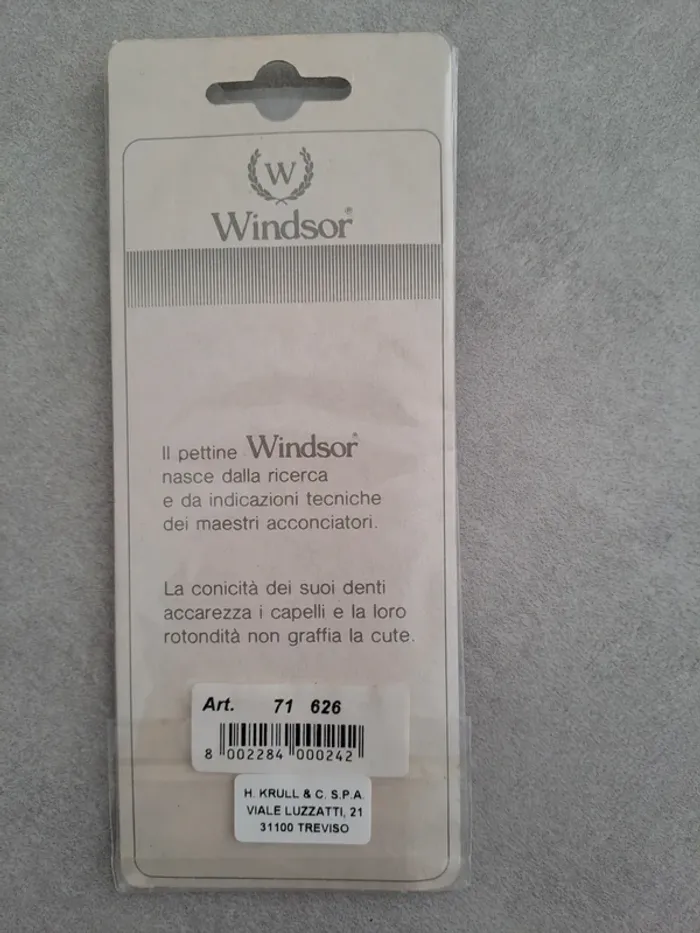 W
Windsor®
Il pettine Windsor®
nasce dalla ricerca
e da indicazioni tecniche
dei maestri acconciatori.
La conicità dei suoi denti
accarezza i capelli e la loro
rotondità non graffia la cute.
Art. 71 626
8 002284 000242
H. KRULL & C. S.P.A.
VIALE LUZZATTI, 21
31100 TREVISO